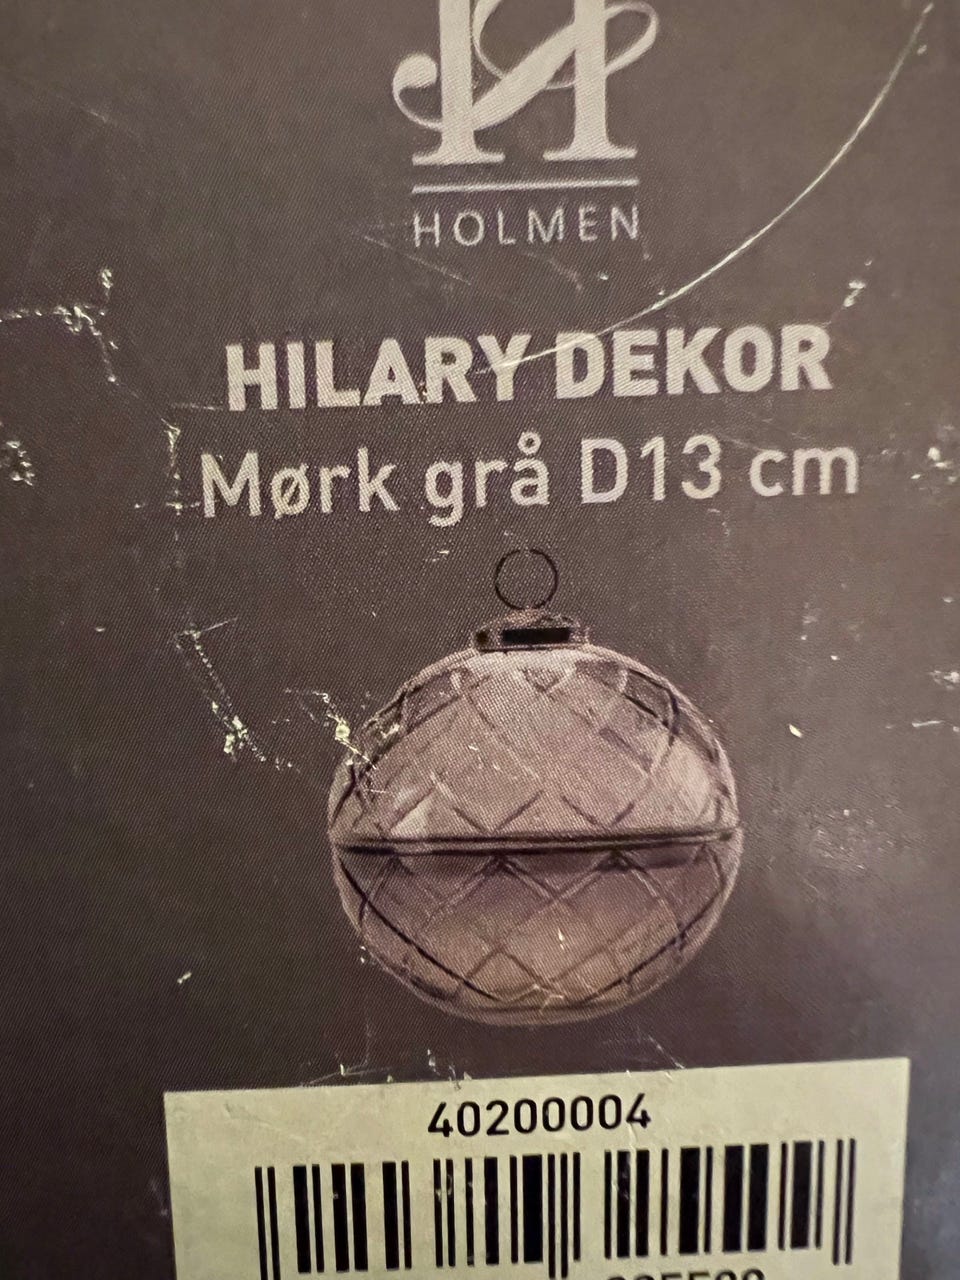 H
HOLMEN
HILARY DEKOR
Mørk grå D13 cm
40200004